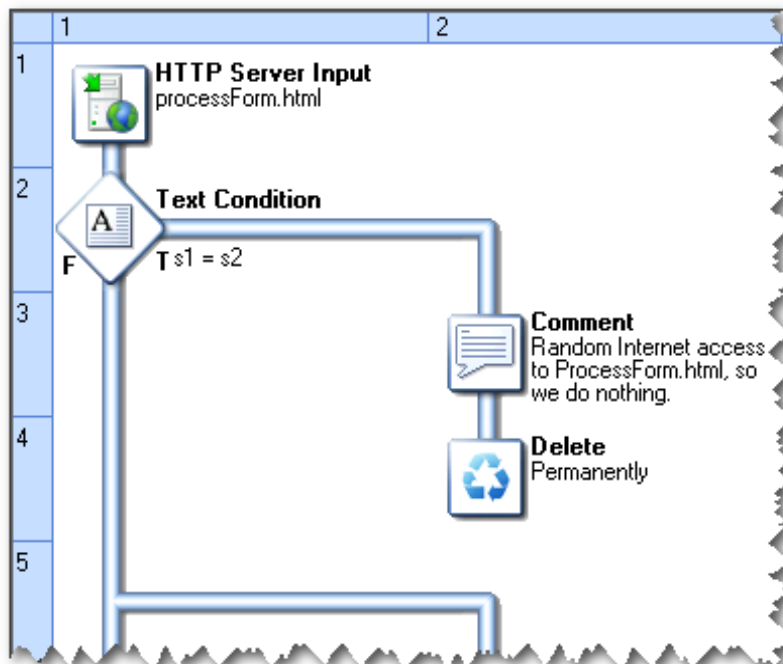 1 2
1
HTTP Server Input
processForm.html
2
Text Condition
A
F
T s1 = s2
3
Comment
Random Internet access
to ProcessForm.html, so
we do nothing.
4
Delete
Permanently
5